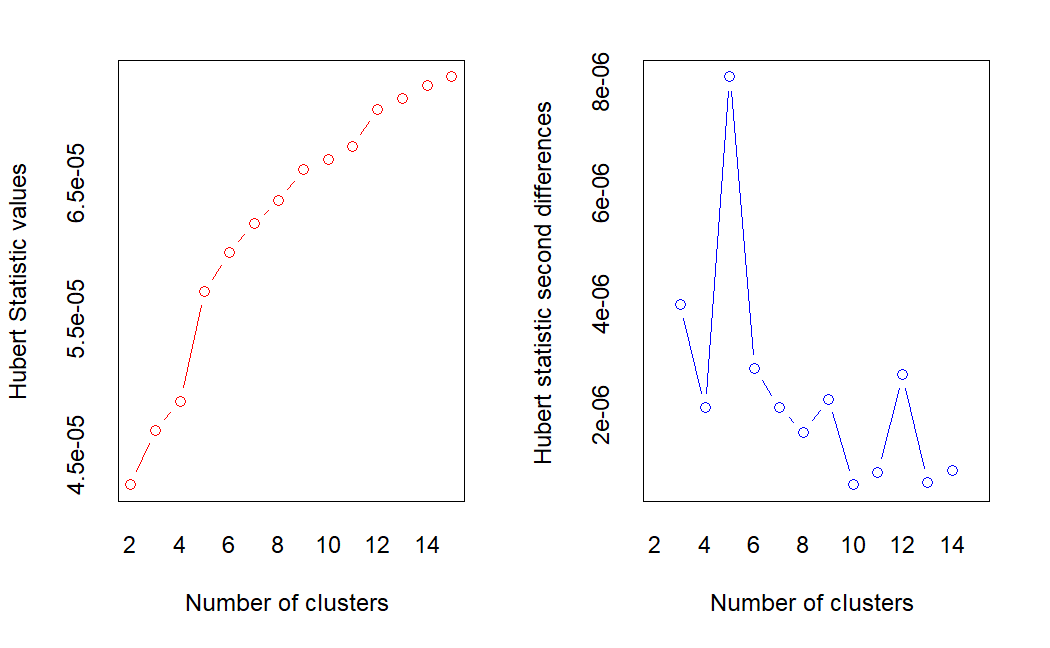 Hubert Statistic values
4.5e-05
5.5e-05
6.5e-05
2 4 6 8 10 12 14
Number of clusters
Hubert statistic second differences
2e-06
4e-06
6e-06
8e-06
2 4 6 8 10 12 14
Number of clusters